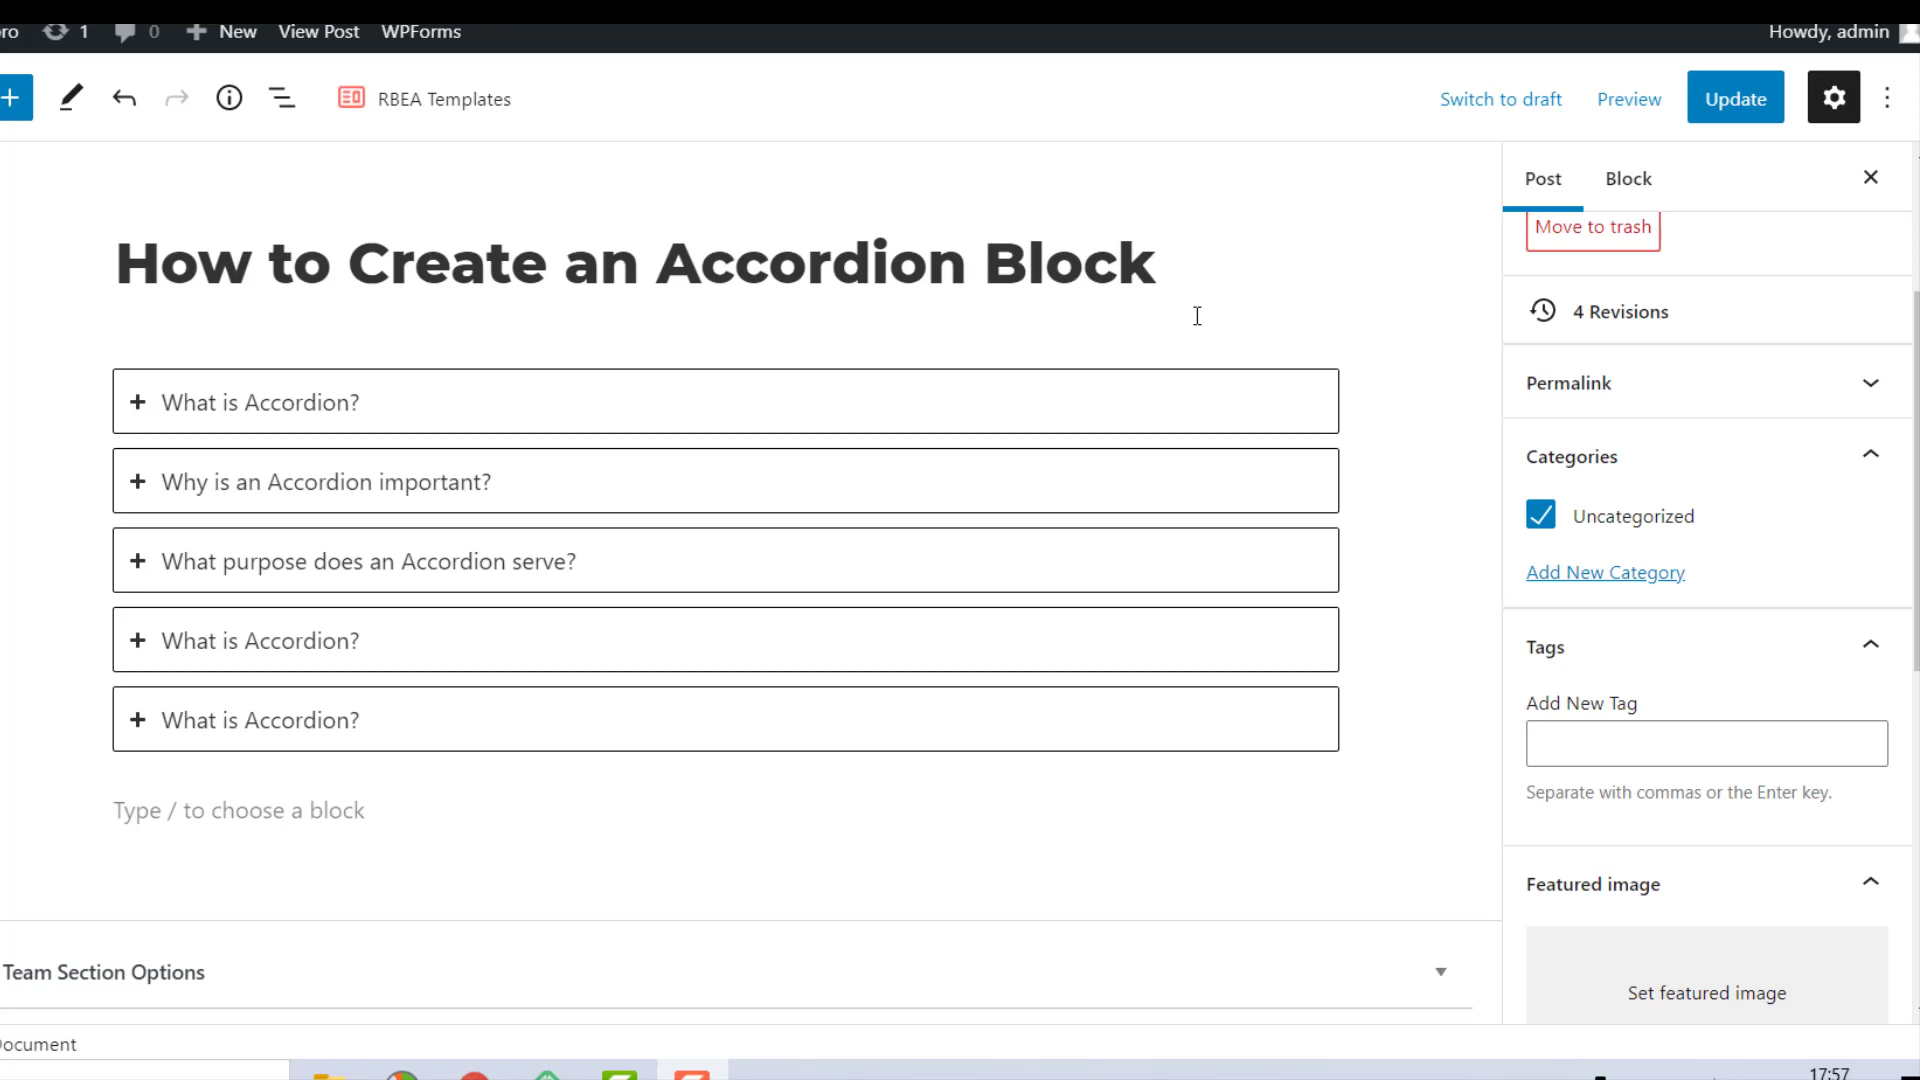 ro 1 0 New View Post WPForms Howdy, admin
RBEA Templates Switch to draft Preview Update
Post Block
Move to trash
How to Create an Accordion Block
4 Revisions
Permalink
What is Accordion?
Categories
Why is an Accordion important?
Uncategorized
What purpose does an Accordion serve?
Add New Category
What is Accordion?
Tags
Add New Tag
What is Accordion?
Separate with commas or the Enter key.
Type / to choose a block
Featured image
Team Section Options
Set featured image
ocument
17:57